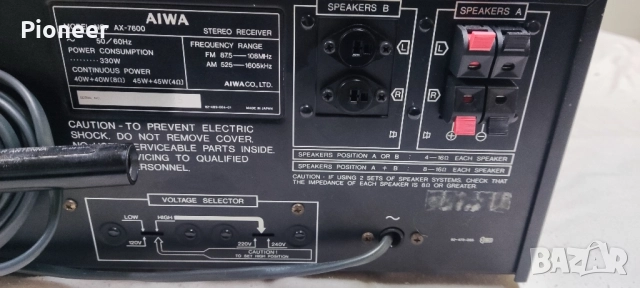 Pioneer
AIWA
MODEL NO. AX-7600 STEREO RECEIVER
~ 50/60Hz
POWER CONSUMPTION
330W
CONTINUOUS POWER
40W+40W(8Ω) 45W+45W(4Ω)
FREQUENCY RANGE
FM 87.5 — 108MHz
AM 525 — 1605kHz
AIWA CO., LTD.
MADE IN JAPAN
SPEAKERS B
SPEAKERS A
L
R
L
R
+ −
CAUTION - TO PREVENT ELECTRIC
SHOCK, DO NOT REMOVE COVER.
SERVICEABLE PARTS INSIDE.
SERVICING TO QUALIFIED
PERSONNEL.
SPEAKERS POSITION A OR B : 4-16Ω EACH SPEAKER
SPEAKERS POSITION A + B : 8-16Ω EACH SPEAKER
CAUTION — IF USING 2 SETS OF SPEAKER SYSTEMS, CHECK THAT
THE IMPEDANCE OF EACH SPEAKER IS 8Ω OR GREATER.
VOLTAGE SELECTOR
LOW HIGH
120V 220V 240V
CAUTION!
TO SET HIGH POSITION
~
BAZAR.BG